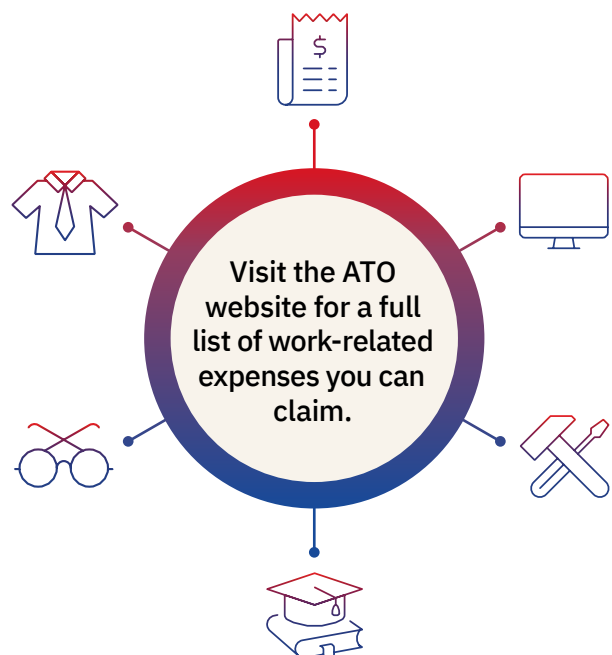 $
Visit the ATO
website for a full
list of work-related
expenses you can
claim.